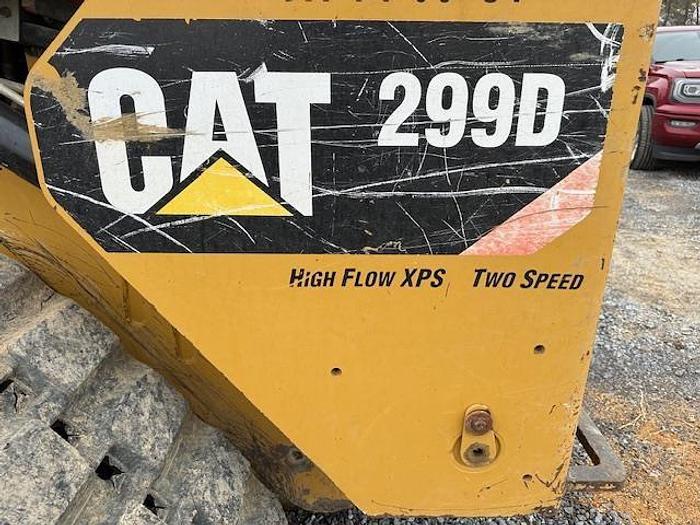 CAT 299D
HIGH FLOW XPS TWO SPEED